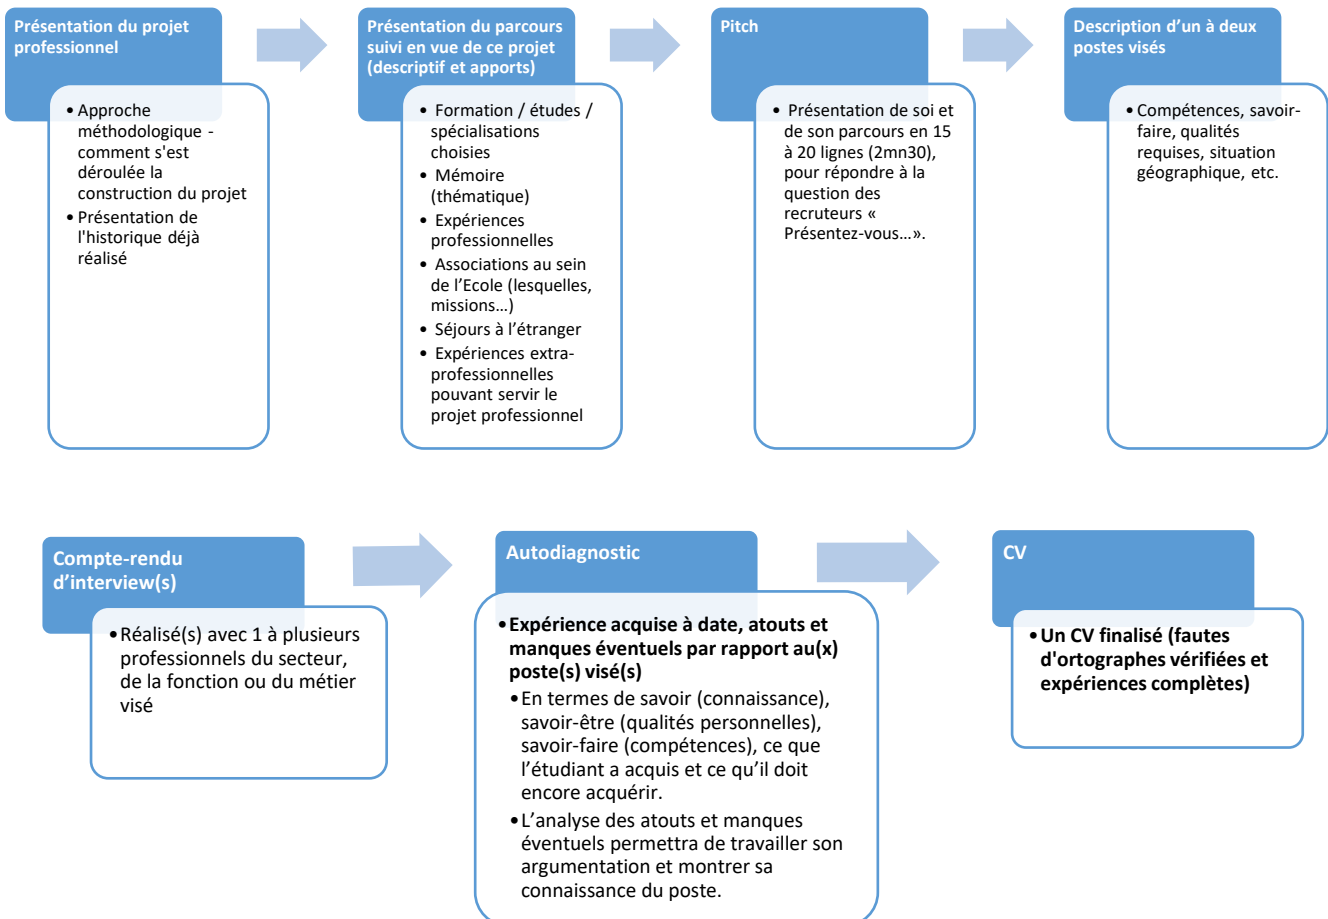 Présentation du projet
professionnel
• Approche
méthodologique -
comment s'est
déroulée la
construction du projet
• Présentation de
l'historique déjà
réalisé
Présentation du parcours
suivi en vue de ce projet
(descriptif et apports)
• Formation / études /
spécialisations
choisies
• Mémoire
(thématique)
• Expériences
professionnelles
• Associations au sein
de l’Ecole (lesquelles,
missions…)
• Séjours à l’étranger
• Expériences extra-
professionnelles
pouvant servir le
projet professionnel
Pitch
• Présentation de soi et
de son parcours en 15
à 20 lignes (2mn30),
pour répondre à la
question des
recruteurs «
Présentez-vous…».
Description d’un à deux
postes visés
• Compétences, savoir-
faire, qualités
requises, situation
géographique, etc.
Compte-rendu
d’interview(s)
• Réalisé(s) avec 1 à plusieurs
professionnels du secteur,
de la fonction ou du métier
visé
Autodiagnostic
• Expérience acquise à date, atouts et
manques éventuels par rapport au(x)
poste(s) visé(s)
• En termes de savoir (connaissance),
savoir-être (qualités personnelles),
savoir-faire (compétences), ce que
l’étudiant a acquis et ce qu’il doit
encore acquérir.
• L’analyse des atouts et manques
éventuels permettra de travailler son
argumentation et montrer sa
connaissance du poste.
CV
• Un CV finalisé (fautes
d'ortographes vérifiées et
expériences complètes)